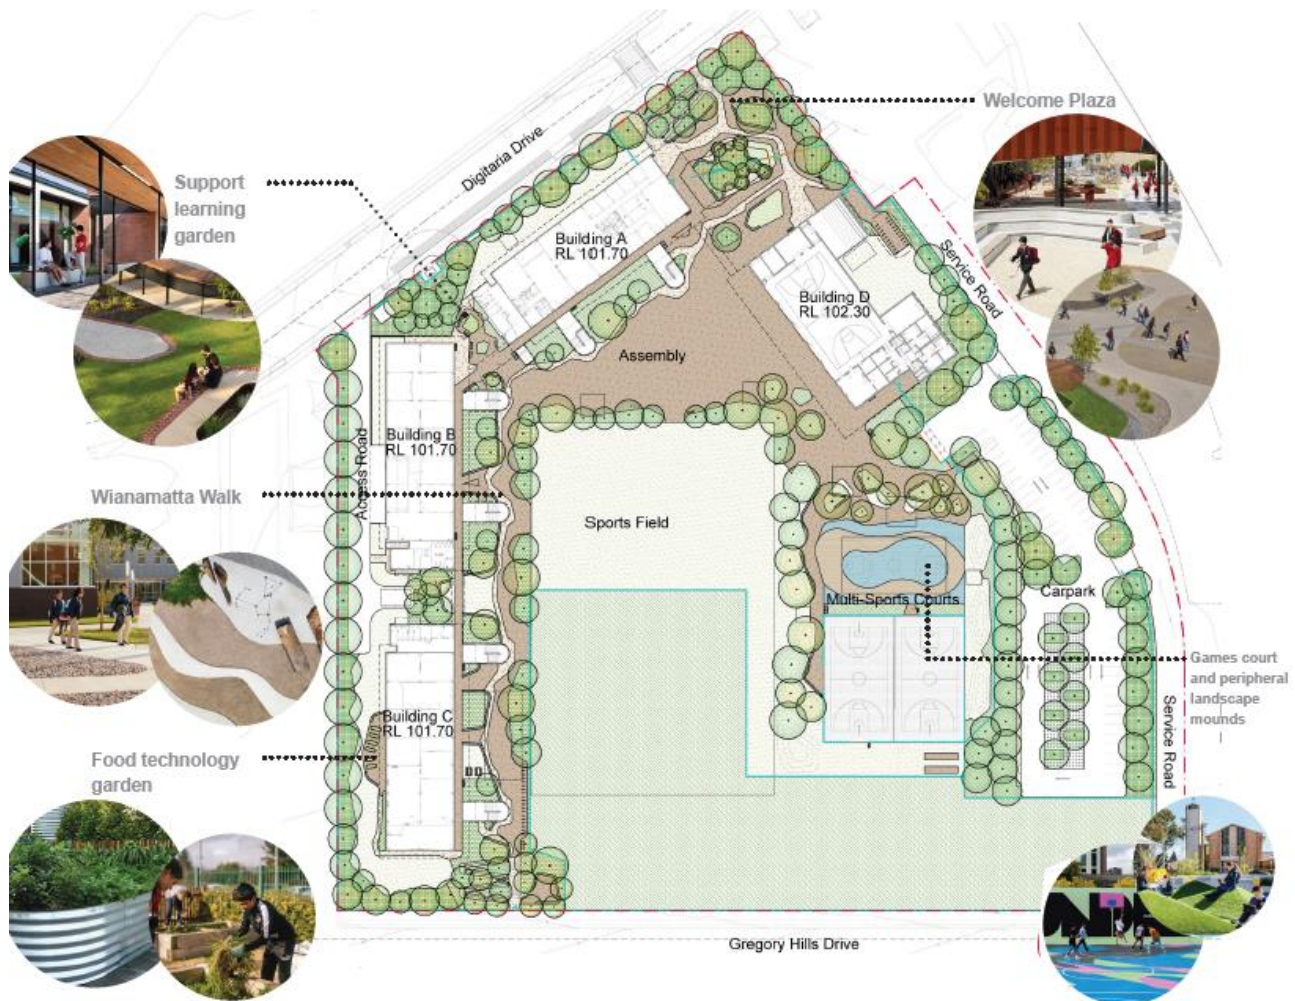 Welcome Plaza
Digitaria Drive
Support
learning
garden
Building A
RL 101.70
Service Road
Building D
RL 102.30
Assembly
Building B
RL 101.70
Access Road
Wianamatta Walk
Sports Field
Carpark
Multi-Sports Courts
Games court
and peripheral
landscape
mounds
Building C
RL 101.70
Service Road
Food technology
garden
Gregory Hills Drive